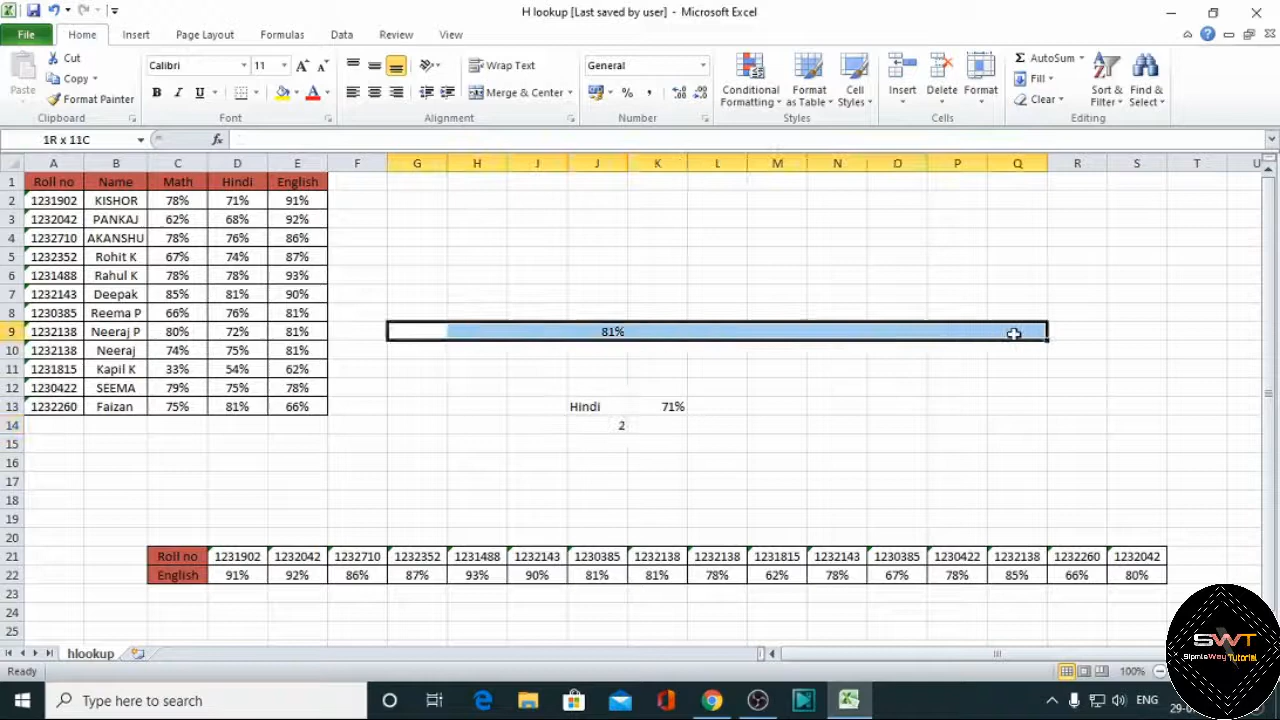 H lookup [Last saved by user] - Microsoft Excel
File Home Insert Page Layout Formulas Data Review View
Paste
Cut
Copy
Format Painter
Clipboard
Calibri 11 A A
B I U A
Font
Wrap Text
Merge & Center
Alignment
General
% ,
Number
Conditional Formatting
Format as Table
Cell Styles
Styles
Insert Delete Format
Cells
Σ AutoSum
Fill
Clear
Sort & Filter
Find & Select
Editing
1R x 11C fx
A B C D E F G H I J K L M N O P Q R S T U
1 Roll no Name Math Hindi English
2 1231902 KISHOR 78% 71% 91%
3 1232042 PANKAJ 62% 68% 92%
4 1232710 AKANSHU 78% 76% 86%
5 1232352 Rohit K 67% 74% 87%
6 1231488 Rahul K 78% 78% 93%
7 1232143 Deepak 85% 81% 90%
8 1230385 Reema P 66% 76% 81%
9 1232138 Neeraj P 80% 72% 81% 81%
10 1232138 Neeraj 74% 75% 81%
11 1231815 Kapil K 33% 54% 62%
12 1230422 SEEMA 79% 75% 78%
13 1232260 Faizan 75% 81% 66% Hindi 71%
14 2
15
16
17
18
19
20
21 Roll no 1231902 1232042 1232710 1232352 1231488 1232143 1230385 1232138 1232138 1231815 1232143 1230385 1230422 1232138 1232260 1232042
22 English 91% 92% 86% 87% 93% 90% 81% 81% 78% 62% 78% 67% 78% 85% 66% 80%
23
24
25
hlookup
Ready 100%
Type here to search
ENG
SWT